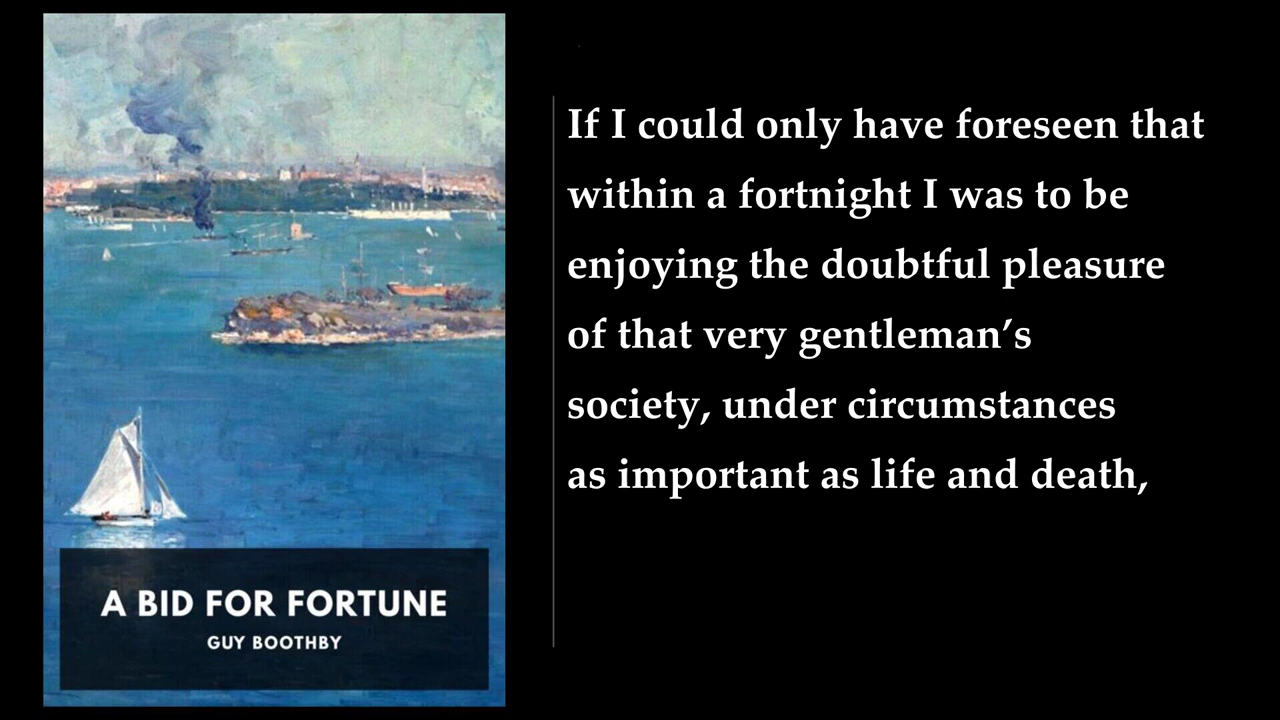 If I could only have foreseen that
within a fortnight I was to be
enjoying the doubtful pleasure
of that very gentleman’s
society, under circumstances
as important as life and death,
A BID FOR FORTUNE
GUY BOOTHBY